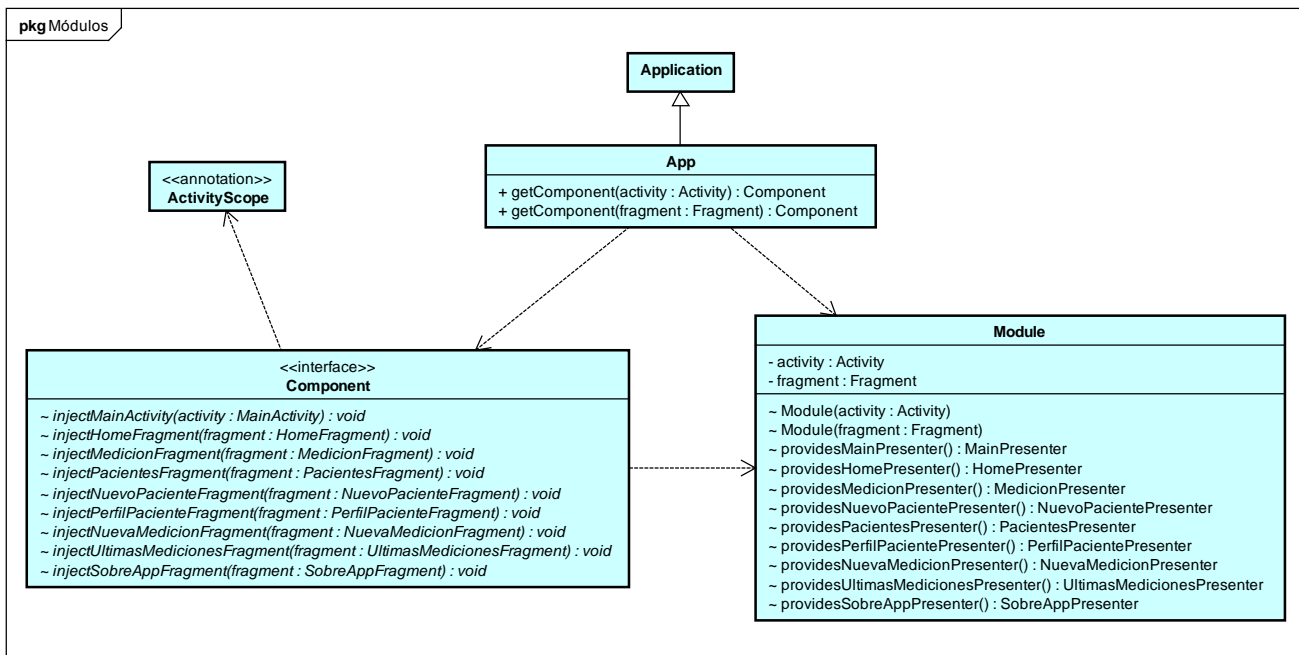 pkg Módulos
Application
App
+ getComponent(activity : Activity) : Component
+ getComponent(fragment : Fragment) : Component
<<annotation>>
ActivityScope
<<interface>>
Component
~ injectMainActivity(activity : MainActivity) : void
~ injectHomeFragment(fragment : HomeFragment) : void
~ injectMedicionFragment(fragment : MedicionFragment) : void
~ injectPacientesFragment(fragment : PacientesFragment) : void
~ injectNuevoPacienteFragment(fragment : NuevoPacienteFragment) : void
~ injectPerfilPacienteFragment(fragment : PerfilPacienteFragment) : void
~ injectNuevaMedicionFragment(fragment : NuevaMedicionFragment) : void
~ injectUltimasMedicionesFragment(fragment : UltimasMedicionesFragment) : void
~ injectSobreAppFragment(fragment : SobreAppFragment) : void
Module
- activity : Activity
- fragment : Fragment
~ Module(activity : Activity)
~ Module(fragment : Fragment)
~ providesMainPresenter() : MainPresenter
~ providesHomePresenter() : HomePresenter
~ providesMedicionPresenter() : MedicionPresenter
~ providesNuevoPacientePresenter() : NuevoPacientePresenter
~ providesPacientesPresenter() : PacientesPresenter
~ providesPerfilPacientePresenter() : PerfilPacientePresenter
~ providesNuevaMedicionPresenter() : NuevaMedicionPresenter
~ providesUltimasMedicionesPresenter() : UltimasMedicionesPresenter
~ providesSobreAppPresenter() : SobreAppPresenter